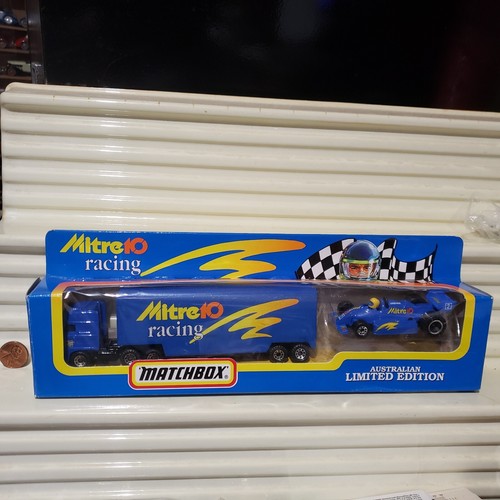 Mitre10
racing
Mitre10
racing
Mitre10
MATCHBOX®
AUSTRALIAN
LIMITED EDITION